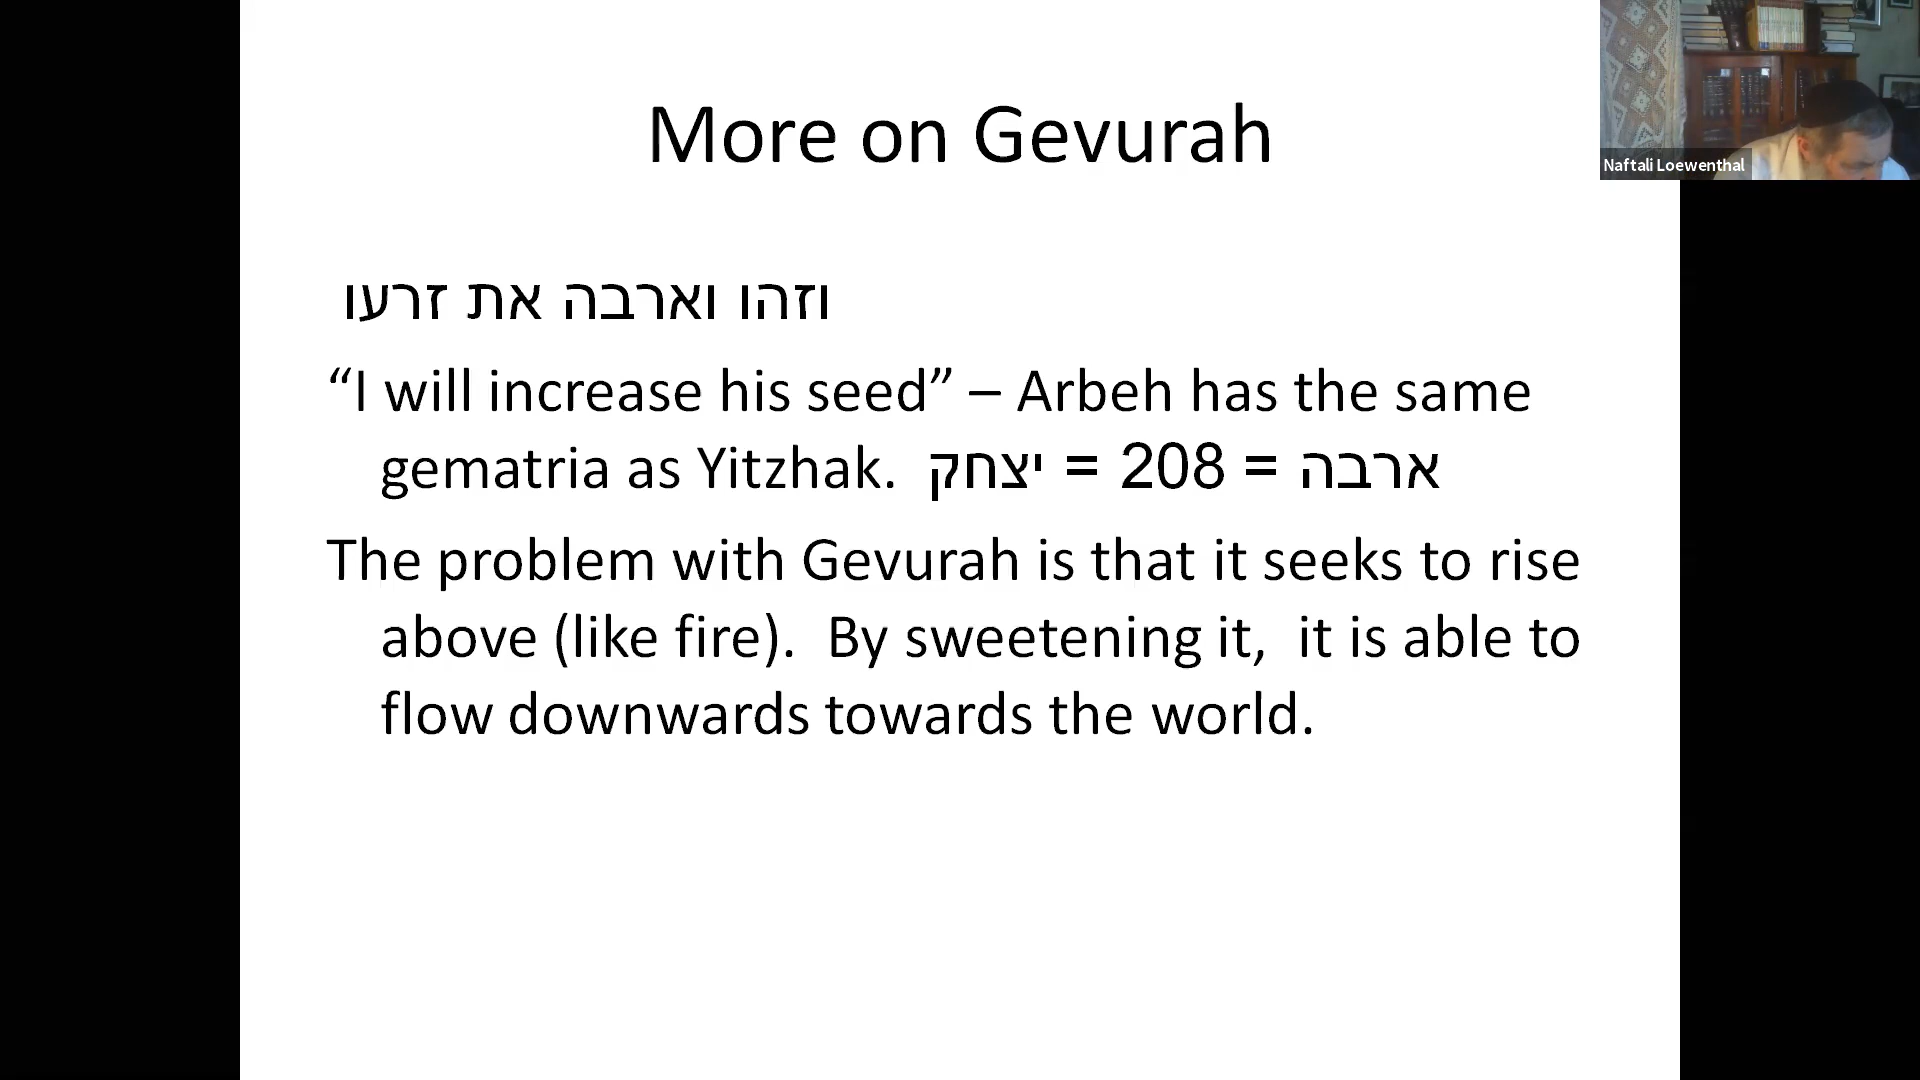 More on Gevurah
Naftali Loewenthal
וזהו וארבה את זרעו
“I will increase his seed” – Arbeh has the same
gematria as Yitzhak. ארבה = 208 = יצחק
The problem with Gevurah is that it seeks to rise
above (like fire). By sweetening it, it is able to
flow downwards towards the world.